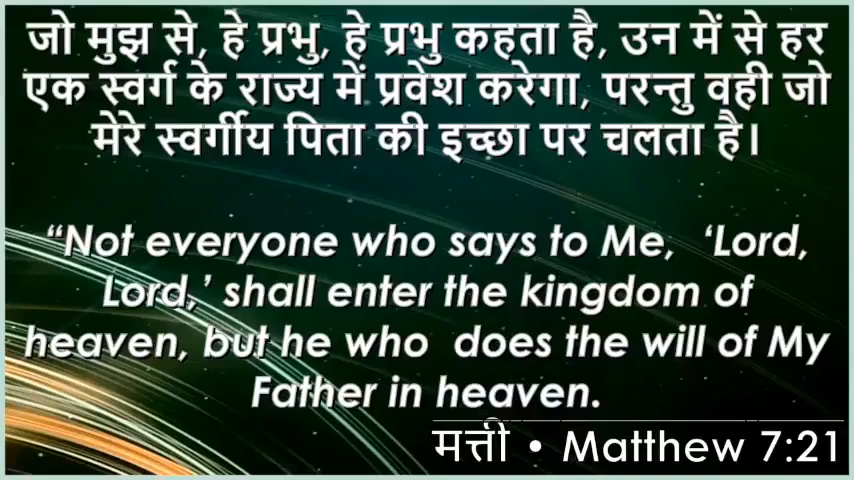 जो मुझ से, हे प्रभु, हे प्रभु कहता है, उन में से हर
एक स्वर्ग के राज्य में प्रवेश करेगा, परन्तु वही जो
मेरे स्वर्गीय पिता की इच्छा पर चलता है।
“Not everyone who says to Me, ‘Lord,
Lord,’ shall enter the kingdom of
heaven, but he who does the will of My
Father in heaven.
मत्ती • Matthew 7:21